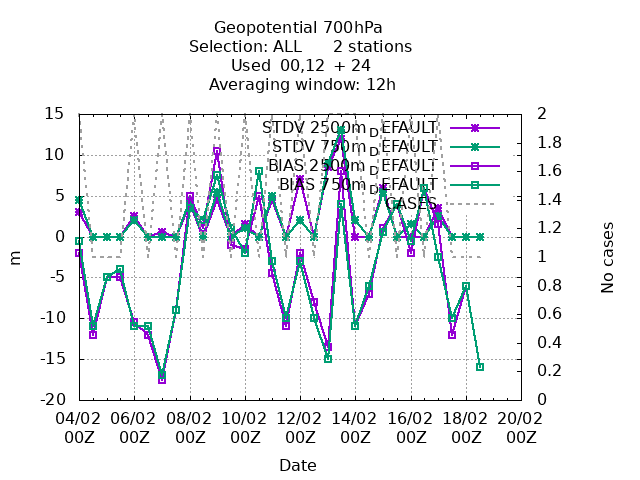 Geopotential 700hPa
Selection: ALL 2 stations
Used 00,12 + 24
Averaging window: 12h
STDV 2500m_DEFAULT
STDV 750m_DEFAULT
BIAS 2500m_DEFAULT
BIAS 750m_DEFAULT
CASES
15
10
5
0
-5
-10
-15
-20
m
2
1.8
1.6
1.4
1.2
1
0.8
0.6
0.4
0.2
0
No cases
04/02 06/02 08/02 10/02 12/02 14/02 16/02 18/02 20/02
00Z 00Z 00Z 00Z 00Z 00Z 00Z 00Z 00Z
Date